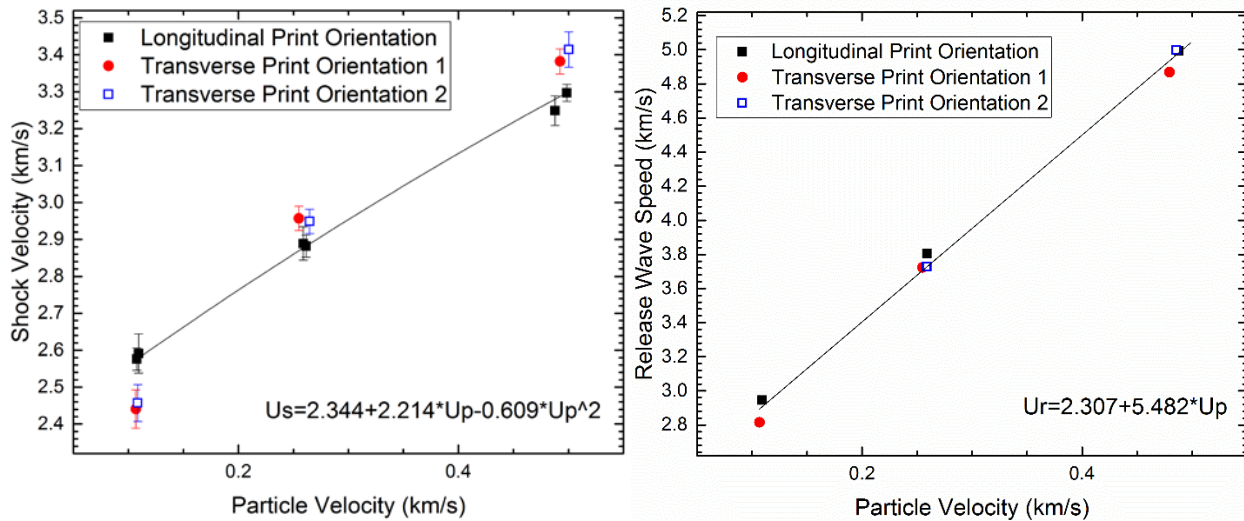 3.5
3.4
3.3
3.2
3.1
3.0
2.9
2.8
2.7
2.6
2.5
2.4
Shock Velocity (km/s)
Longitudinal Print Orientation
Transverse Print Orientation 1
Transverse Print Orientation 2
Us=2.344+2.214*Up-0.609*Up^2
0.2
0.4
Particle Velocity (km/s)
5.2
5.0
4.8
4.6
4.4
4.2
4.0
3.8
3.6
3.4
3.2
3.0
2.8
Release Wave Speed (km/s)
Longitudinal Print Orientation
Transverse Print Orientation 1
Transverse Print Orientation 2
Ur=2.307+5.482*Up
0.2
0.4
Particle Velocity (km/s)